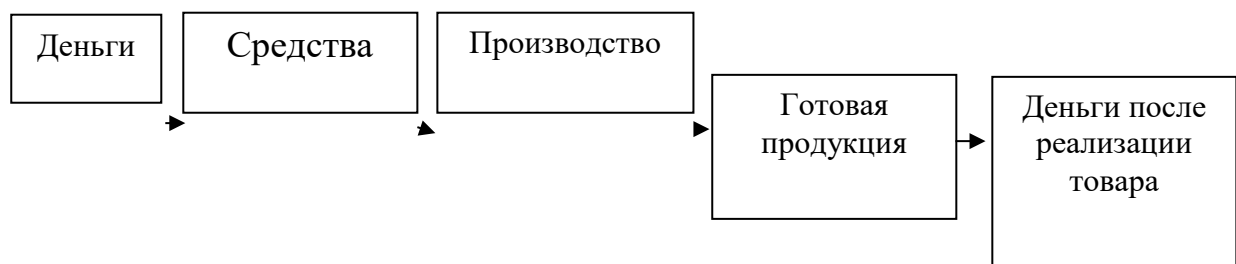 Деньги
Средства
Производство
Готовая
продукция
Деньги после
реализации
товара